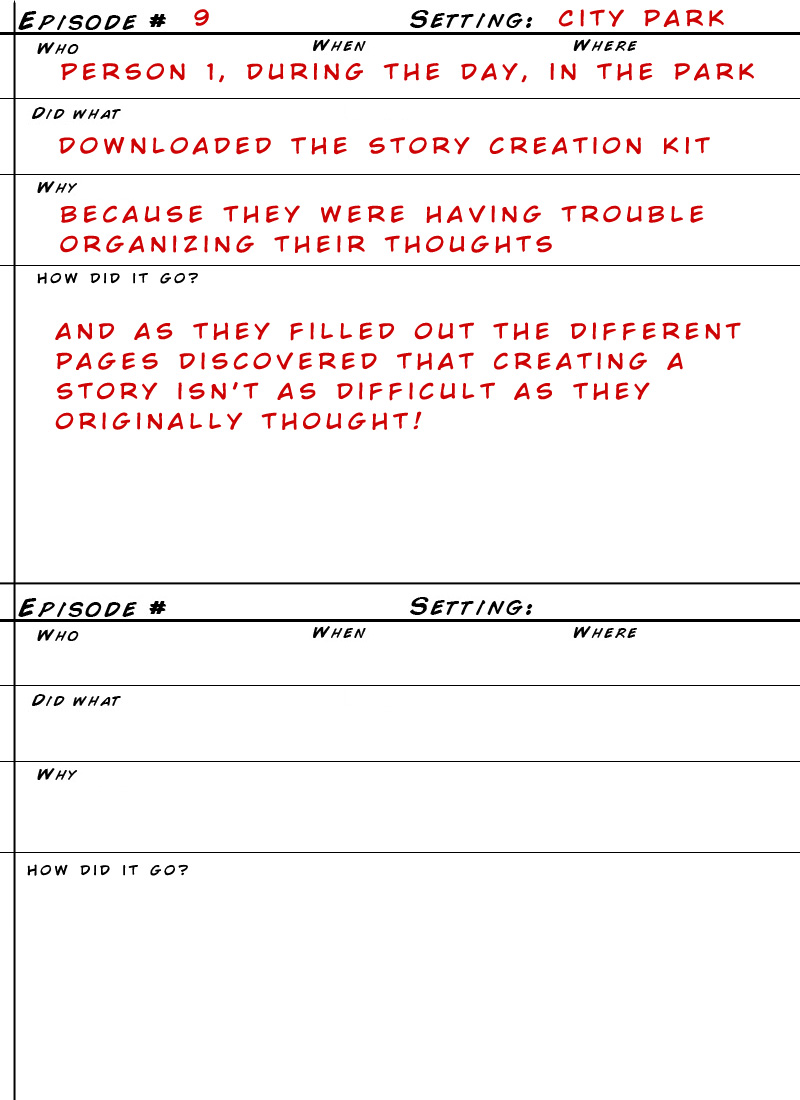 EPISODE # 9 SETTING: CITY PARK
WHO WHEN WHERE
PERSON 1, DURING THE DAY, IN THE PARK
DID WHAT
DOWNLOADED THE STORY CREATION KIT
WHY
BECAUSE THEY WERE HAVING TROUBLE
ORGANIZING THEIR THOUGHTS
HOW DID IT GO?
AND AS THEY FILLED OUT THE DIFFERENT
PAGES DISCOVERED THAT CREATING A
STORY ISN'T AS DIFFICULT AS THEY
ORIGINALLY THOUGHT!
EPISODE # SETTING:
WHO WHEN WHERE
DID WHAT
WHY
HOW DID IT GO?